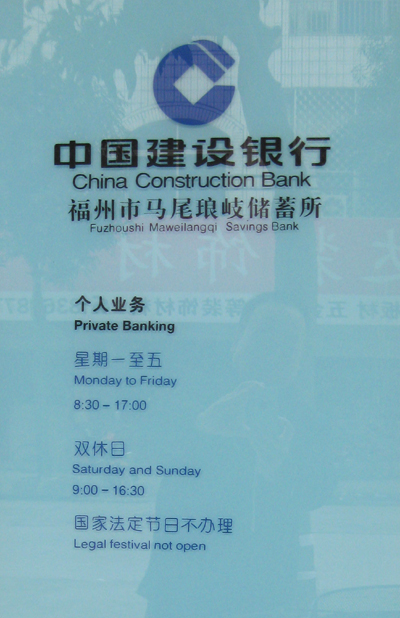 中国建设银行
China Construction Bank
福州市马尾琅岐储蓄所
Fuzhoushi Maweilangqi Savings Bank
饰材
个人业务
Private Banking
星期一至五
Monday to Friday
8:30 – 17:00
双休日
Saturday and Sunday
9:00 – 16:30
国家法定节日不办理
Legal festival not open